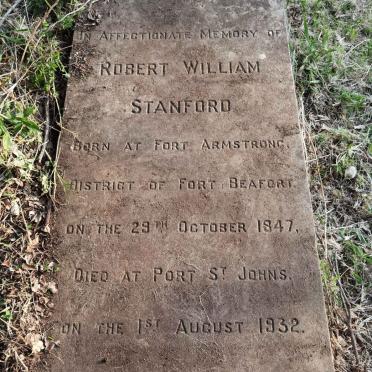 In Affectionate Memory of
Robert William
Stanford
Born at Fort Armstrong.
District of Fort Beafort
on the 29th October 1847.
Died at Port St Johns.
on the 1st August 1932.